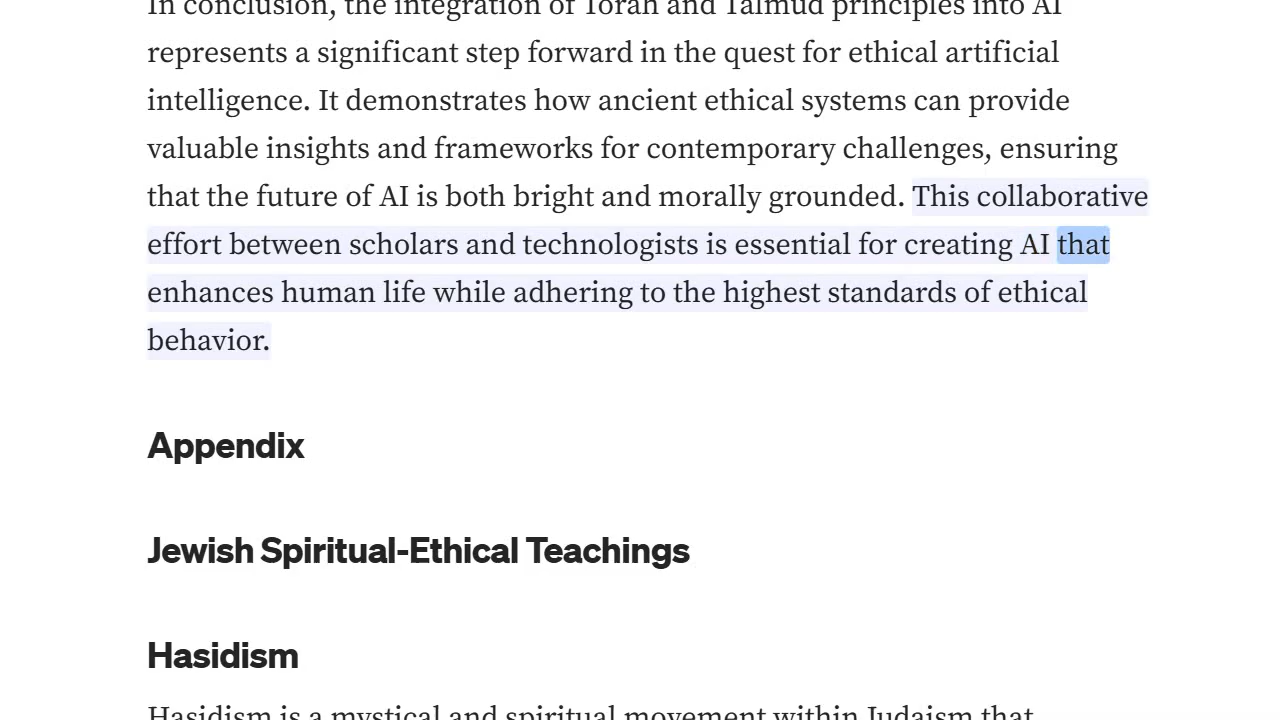 In conclusion, the integration of Torah and Talmud principles into AI
represents a significant step forward in the quest for ethical artificial
intelligence. It demonstrates how ancient ethical systems can provide
valuable insights and frameworks for contemporary challenges, ensuring
that the future of AI is both bright and morally grounded. This collaborative
effort between scholars and technologists is essential for creating AI that
enhances human life while adhering to the highest standards of ethical
behavior.
Appendix
Jewish Spiritual-Ethical Teachings
Hasidism
Hasidism is a mystical and spiritual movement within Judaism that